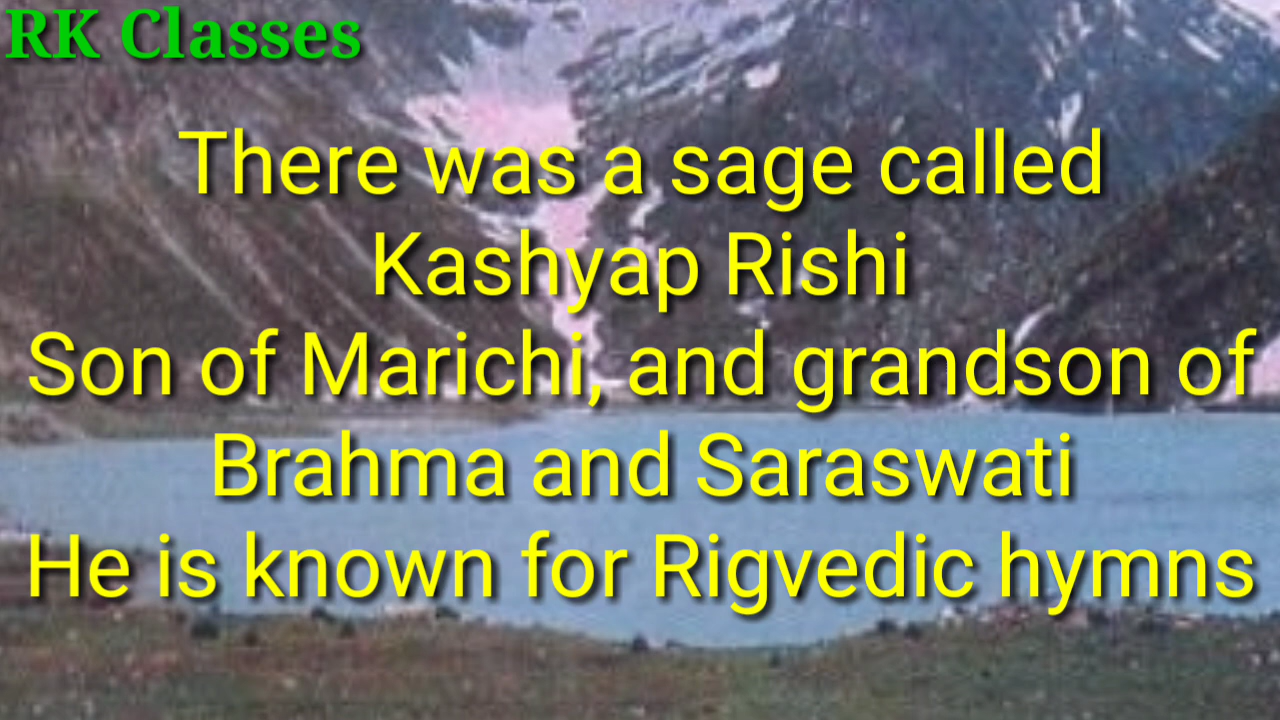 RK Classes
There was a sage called
Kashyap Rishi
Son of Marichi, and grandson of
Brahma and Saraswati
He is known for Rigvedic hymns